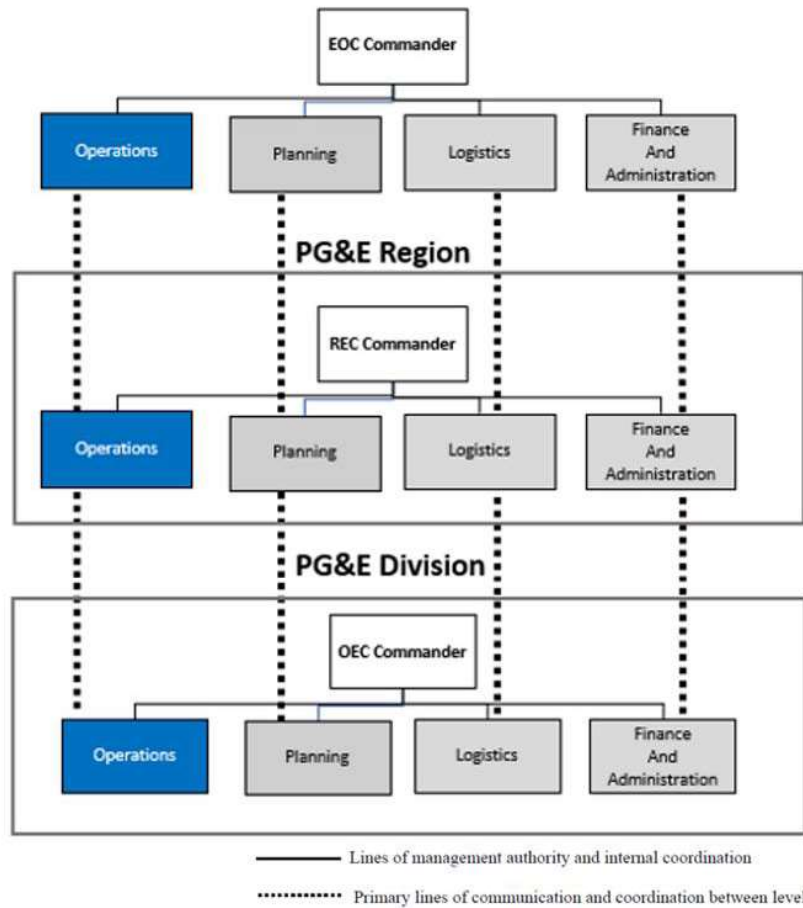 EOC Commander
Operations
Planning
Logistics
Finance
And
Administration
PG&E Region
REC Commander
Operations
Planning
Logistics
Finance
And
Administration
PG&E Division
OEC Commander
Operations
Planning
Logistics
Finance
And
Administration
Lines of management authority and internal coordination
Primary lines of communication and coordination between level